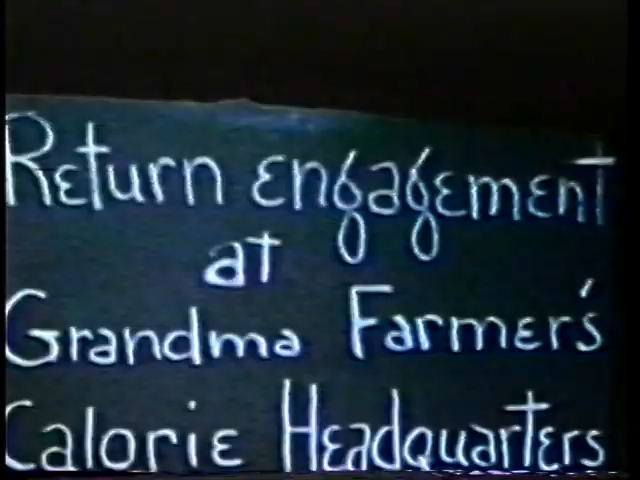 Return engagement
at
Grandma Farmer's
Calorie Headquarters